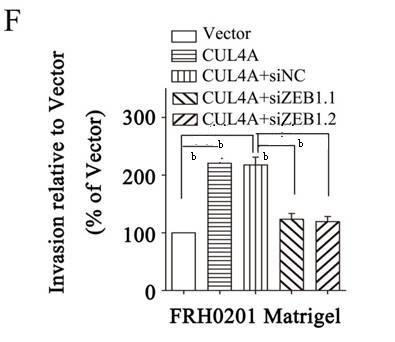 F
Vector
CUL4A
CUL4A+siNC
CUL4A+siZEB1.1
CUL4A+siZEB1.2
Invasion relative to Vector
(% of Vector)
300
200
100
0
b
b
b
b
FRH0201 Matrigel